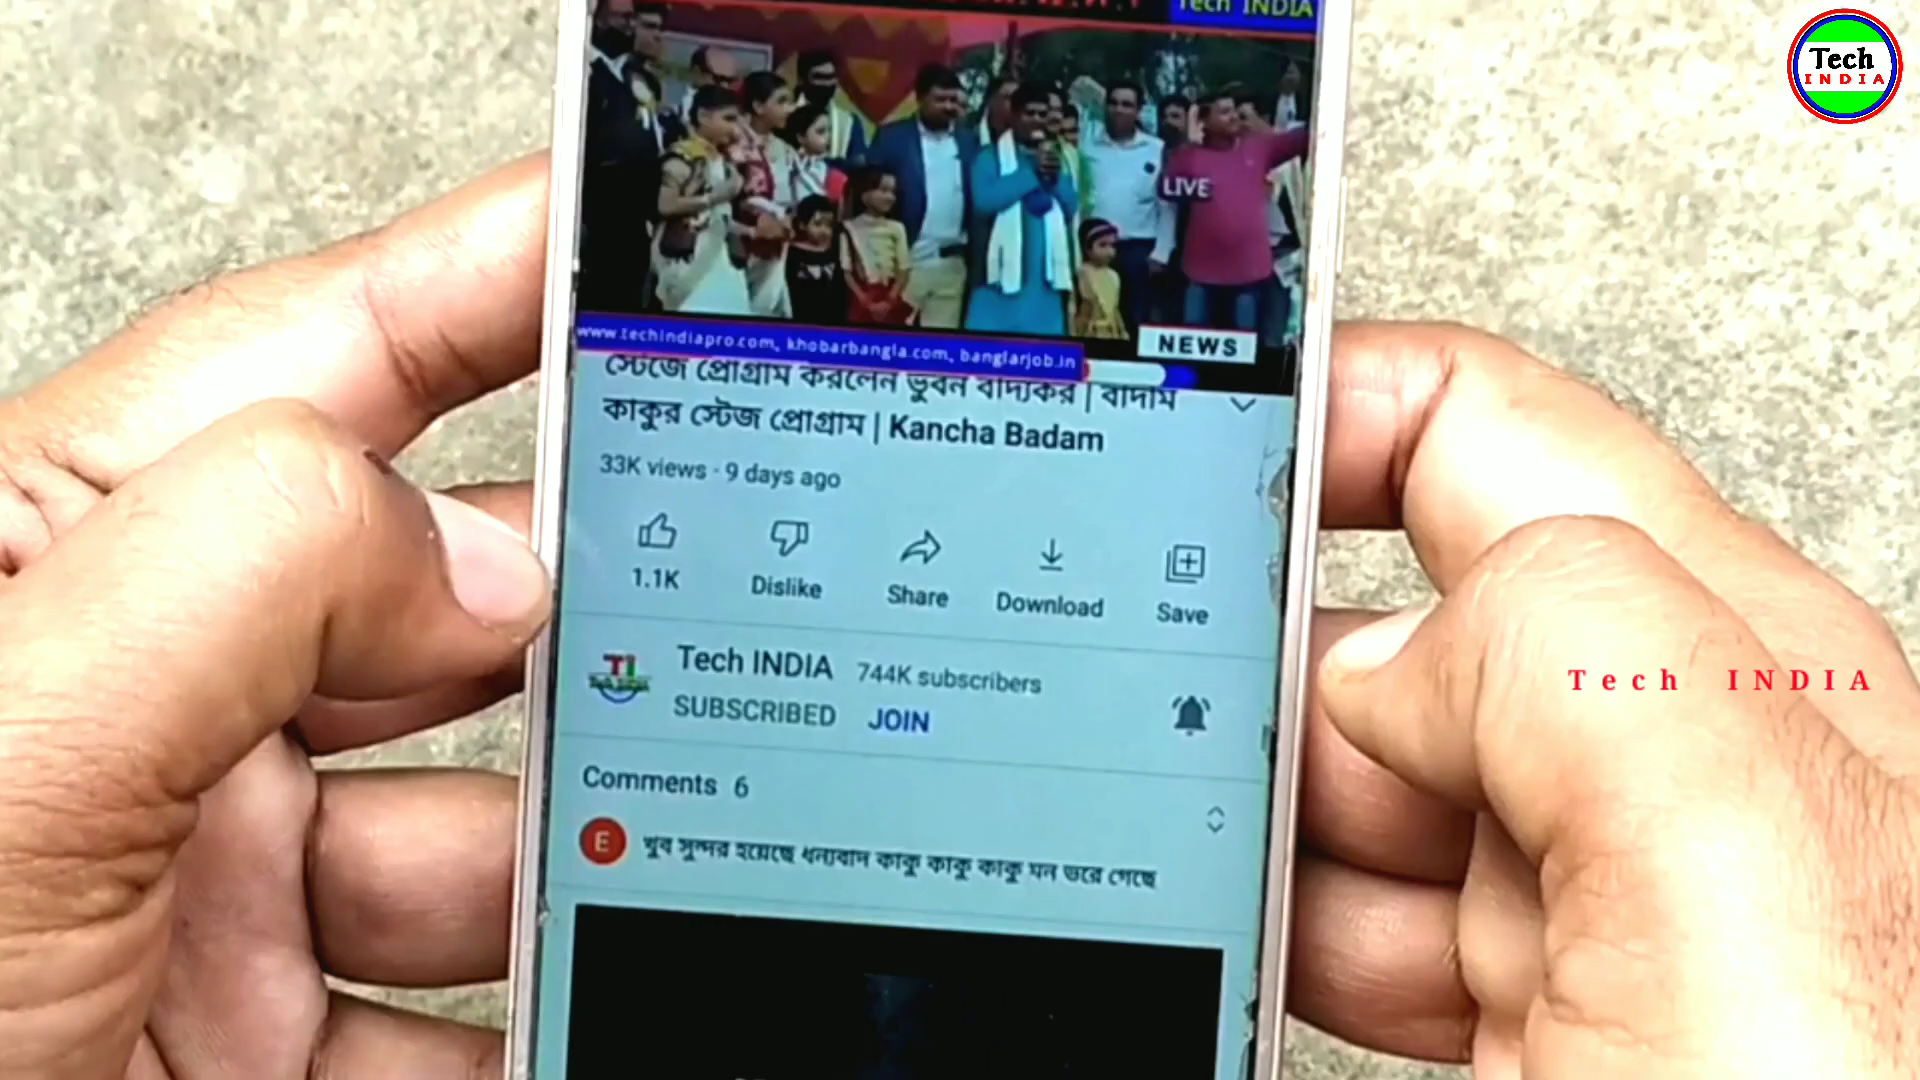 Tech INDIA
Tech
INDIA
LIVE
NEWS
www.techindiapro.com, khobarbangla.com, banglarjob.in
স্টেজে প্রোগ্রাম করলেন ভুবন বাদ্যকর | বাদাম
কাকুর স্টেজ প্রোগ্রাম | Kancha Badam
33K views · 9 days ago
1.1K
Dislike
Share
Download
Save
TI
Tech INDIA 744K subscribers
SUBSCRIBED JOIN
Tech INDIA
Comments 6
E
খুব সুন্দর হয়েছে ধন্যবাদ কাকু কাকু কাকু মন ভরে গেছে